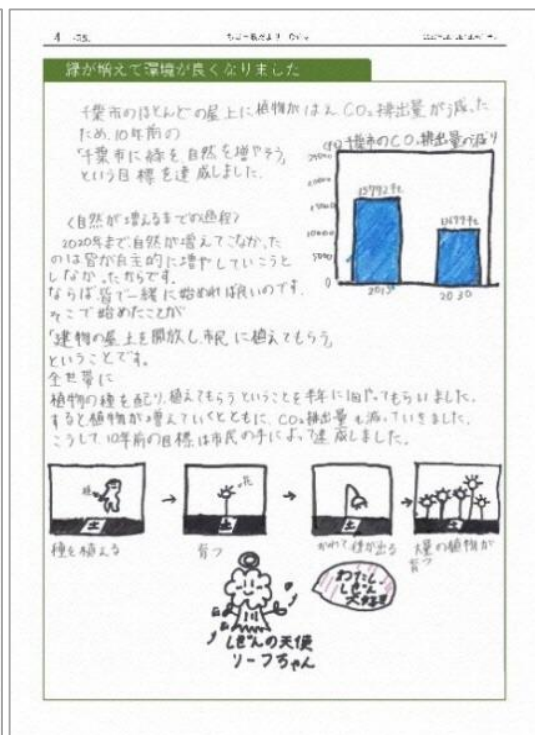 4
緑が増えて環境が良くなりました
千葉市のほとんどの屋上に植物がはえ、CO₂排出量が減った
ため、10年前の
「千葉市に緑を、自然を増やそう」
という目標を達成しました。
千葉市のCO₂排出量の減り
10000
5000
0
2030
〈自然が増えるまでの過程〉
2020年まで自然が増えてこなかった
のは皆が自主的に増やしていこうと
しなかったからです。
ならば皆で一緒に始めれば良いのです。
そこで始めたことが
「建物の屋上を開放し、市民に植えてもらう」
ということです。
全世帯に
植物の種を配り、植えてもらうということを半年に1回やってもらいました。
すると植物が増えていくとともに、CO₂排出量も減っていきました。
こうして、10年前の目標は市民の手によって達成しました。
種
土
花
土
土
土
種を植える
育つ
かれて種が出る
大量の植物が
育つ
わたし、
しぜん
大好き
しぜんの天使
リーフちゃん